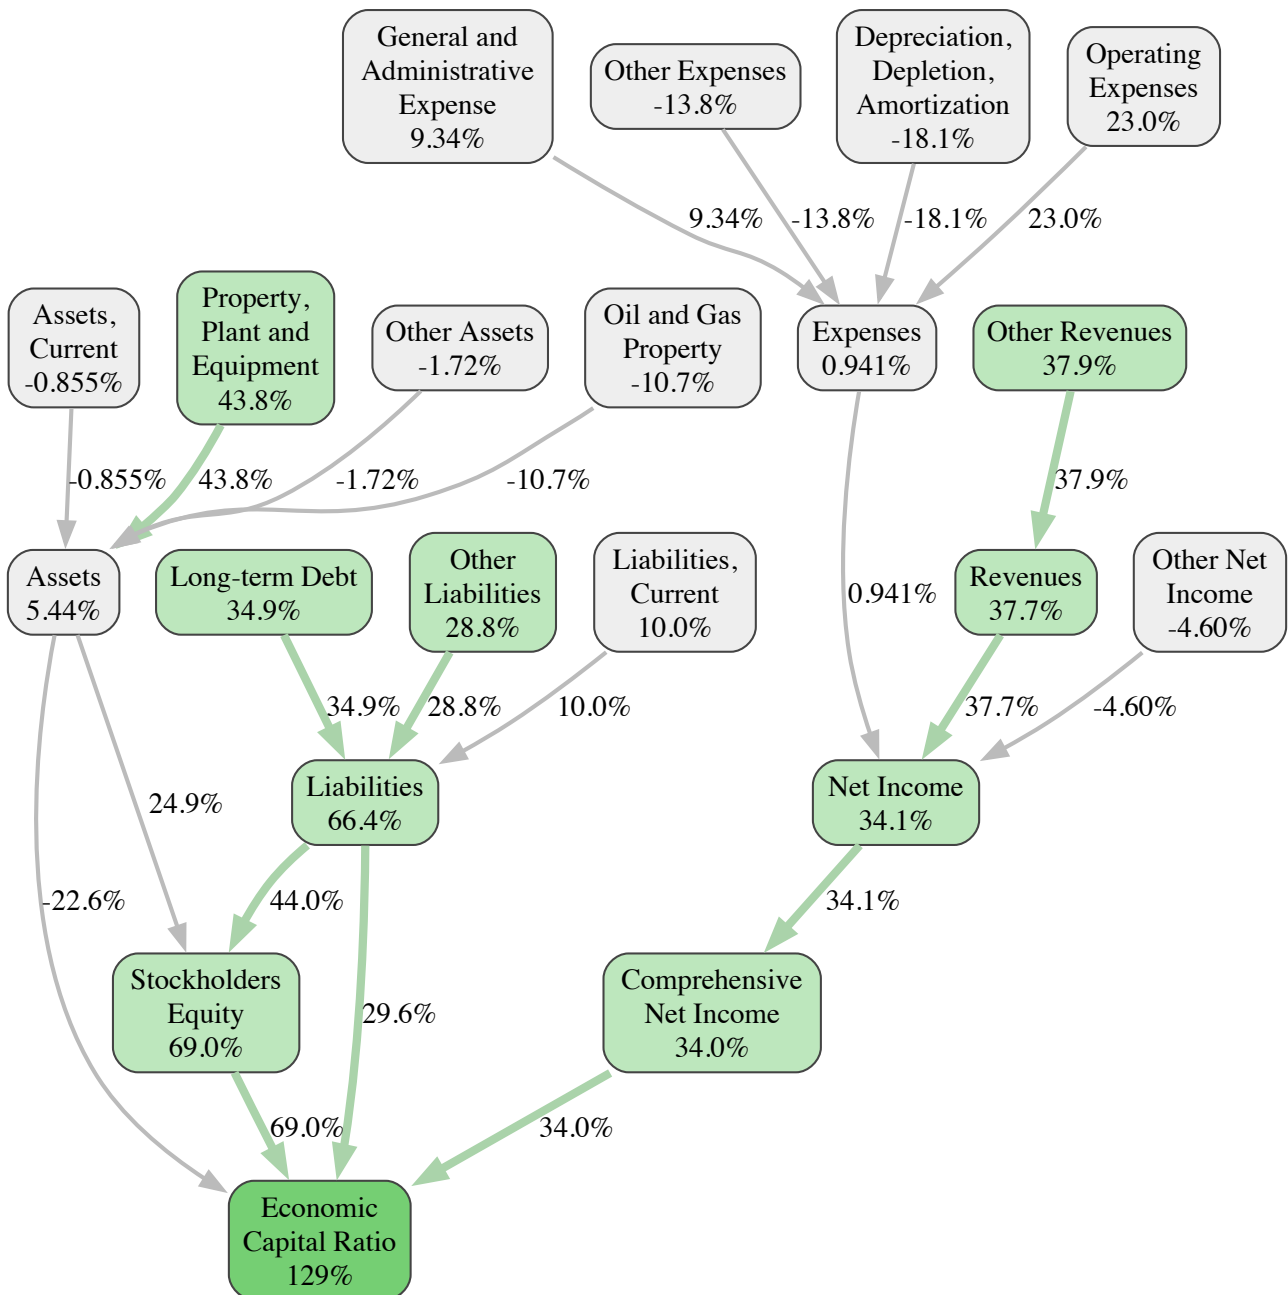 General and
Administrative
Expense
9.34%
Other Expenses
-13.8%
Depreciation,
Depletion,
Amortization
-18.1%
Operating
Expenses
23.0%
9.34%
-13.8%
-18.1%
23.0%
Assets,
Current
-0.855%
Property,
Plant and
Equipment
43.8%
Other Assets
-1.72%
Oil and Gas
Property
-10.7%
Expenses
0.941%
Other Revenues
37.9%
-0.855%
43.8%
-1.72%
-10.7%
37.9%
Assets
5.44%
Long-term Debt
34.9%
Other
Liabilities
28.8%
Liabilities,
Current
10.0%
0.941%
Revenues
37.7%
Other Net
Income
-4.60%
34.9%
28.8%
10.0%
37.7%
-4.60%
24.9%
Liabilities
66.4%
Net Income
34.1%
-22.6%
44.0%
34.1%
Stockholders
Equity
69.0%
29.6%
Comprehensive
Net Income
34.0%
69.0%
34.0%
Economic
Capital Ratio
129%